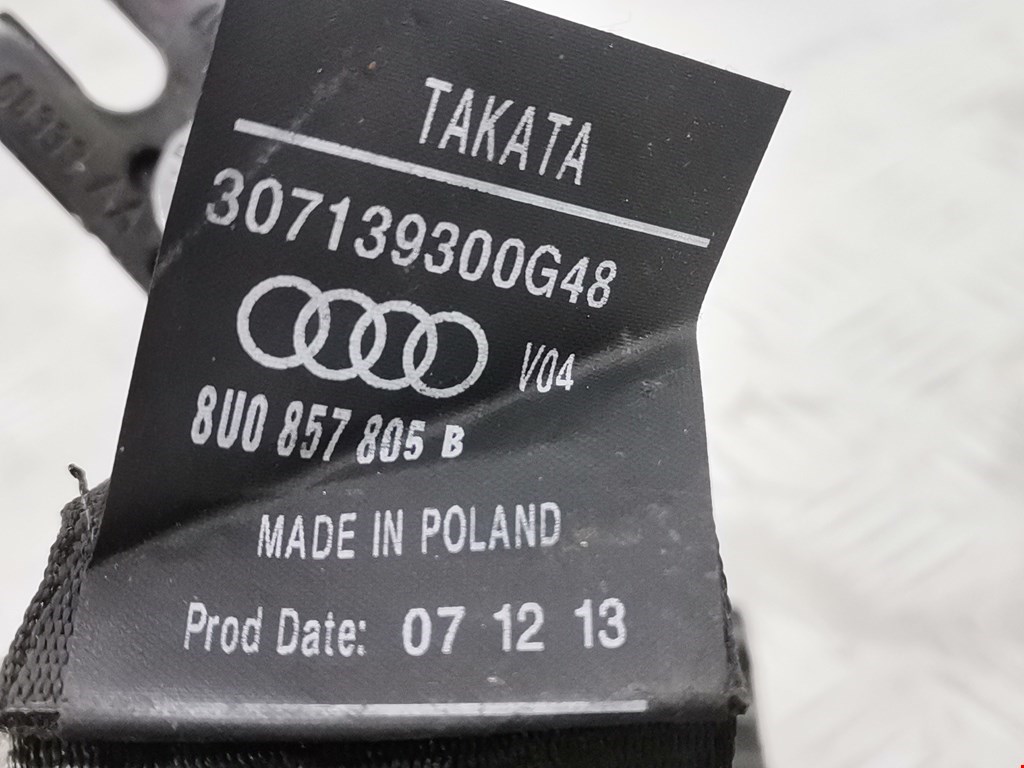 TAKATA
307139300G48
V04
8U0 857 805 B
MADE IN POLAND
Prod Date: 07 12 13